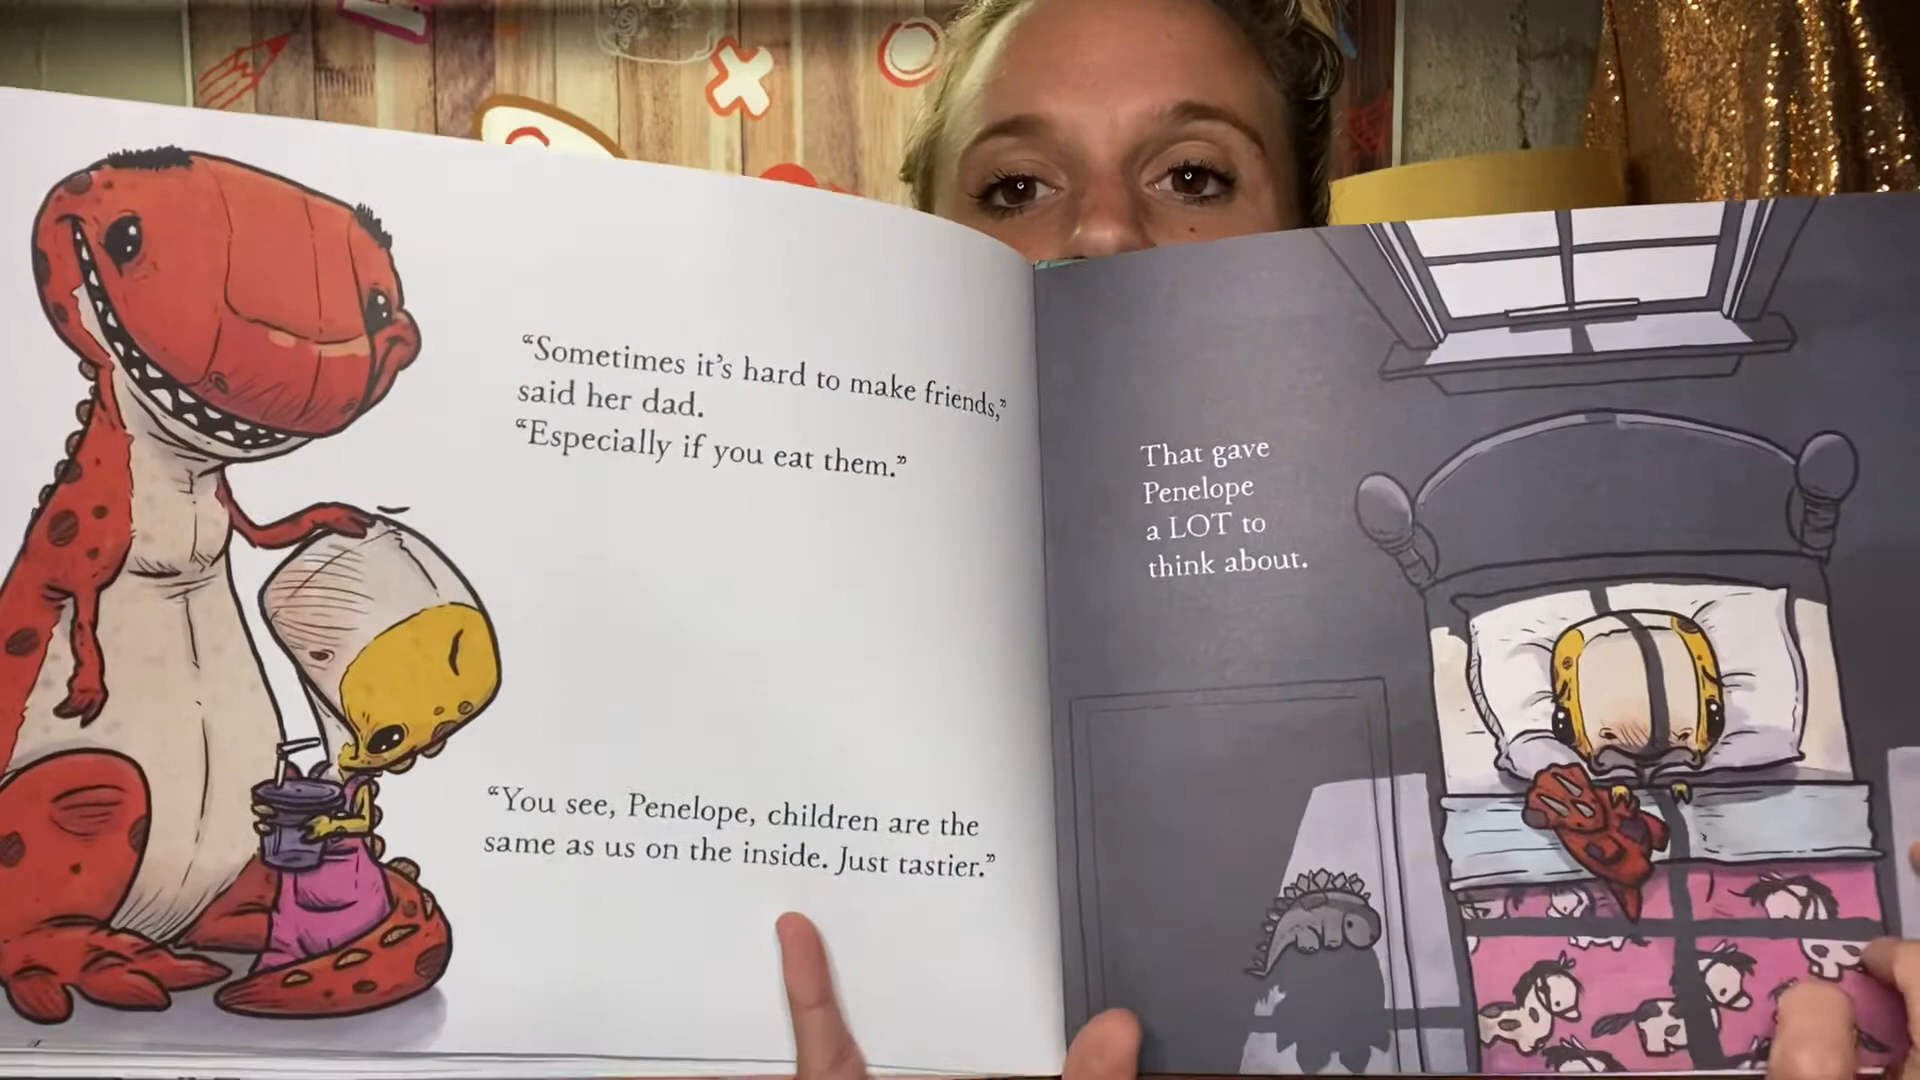 “Sometimes it’s hard to make friends,”
said her dad.
“Especially if you eat them.”
“You see, Penelope, children are the
same as us on the inside. Just tastier.”
That gave
Penelope
a LOT to
think about.